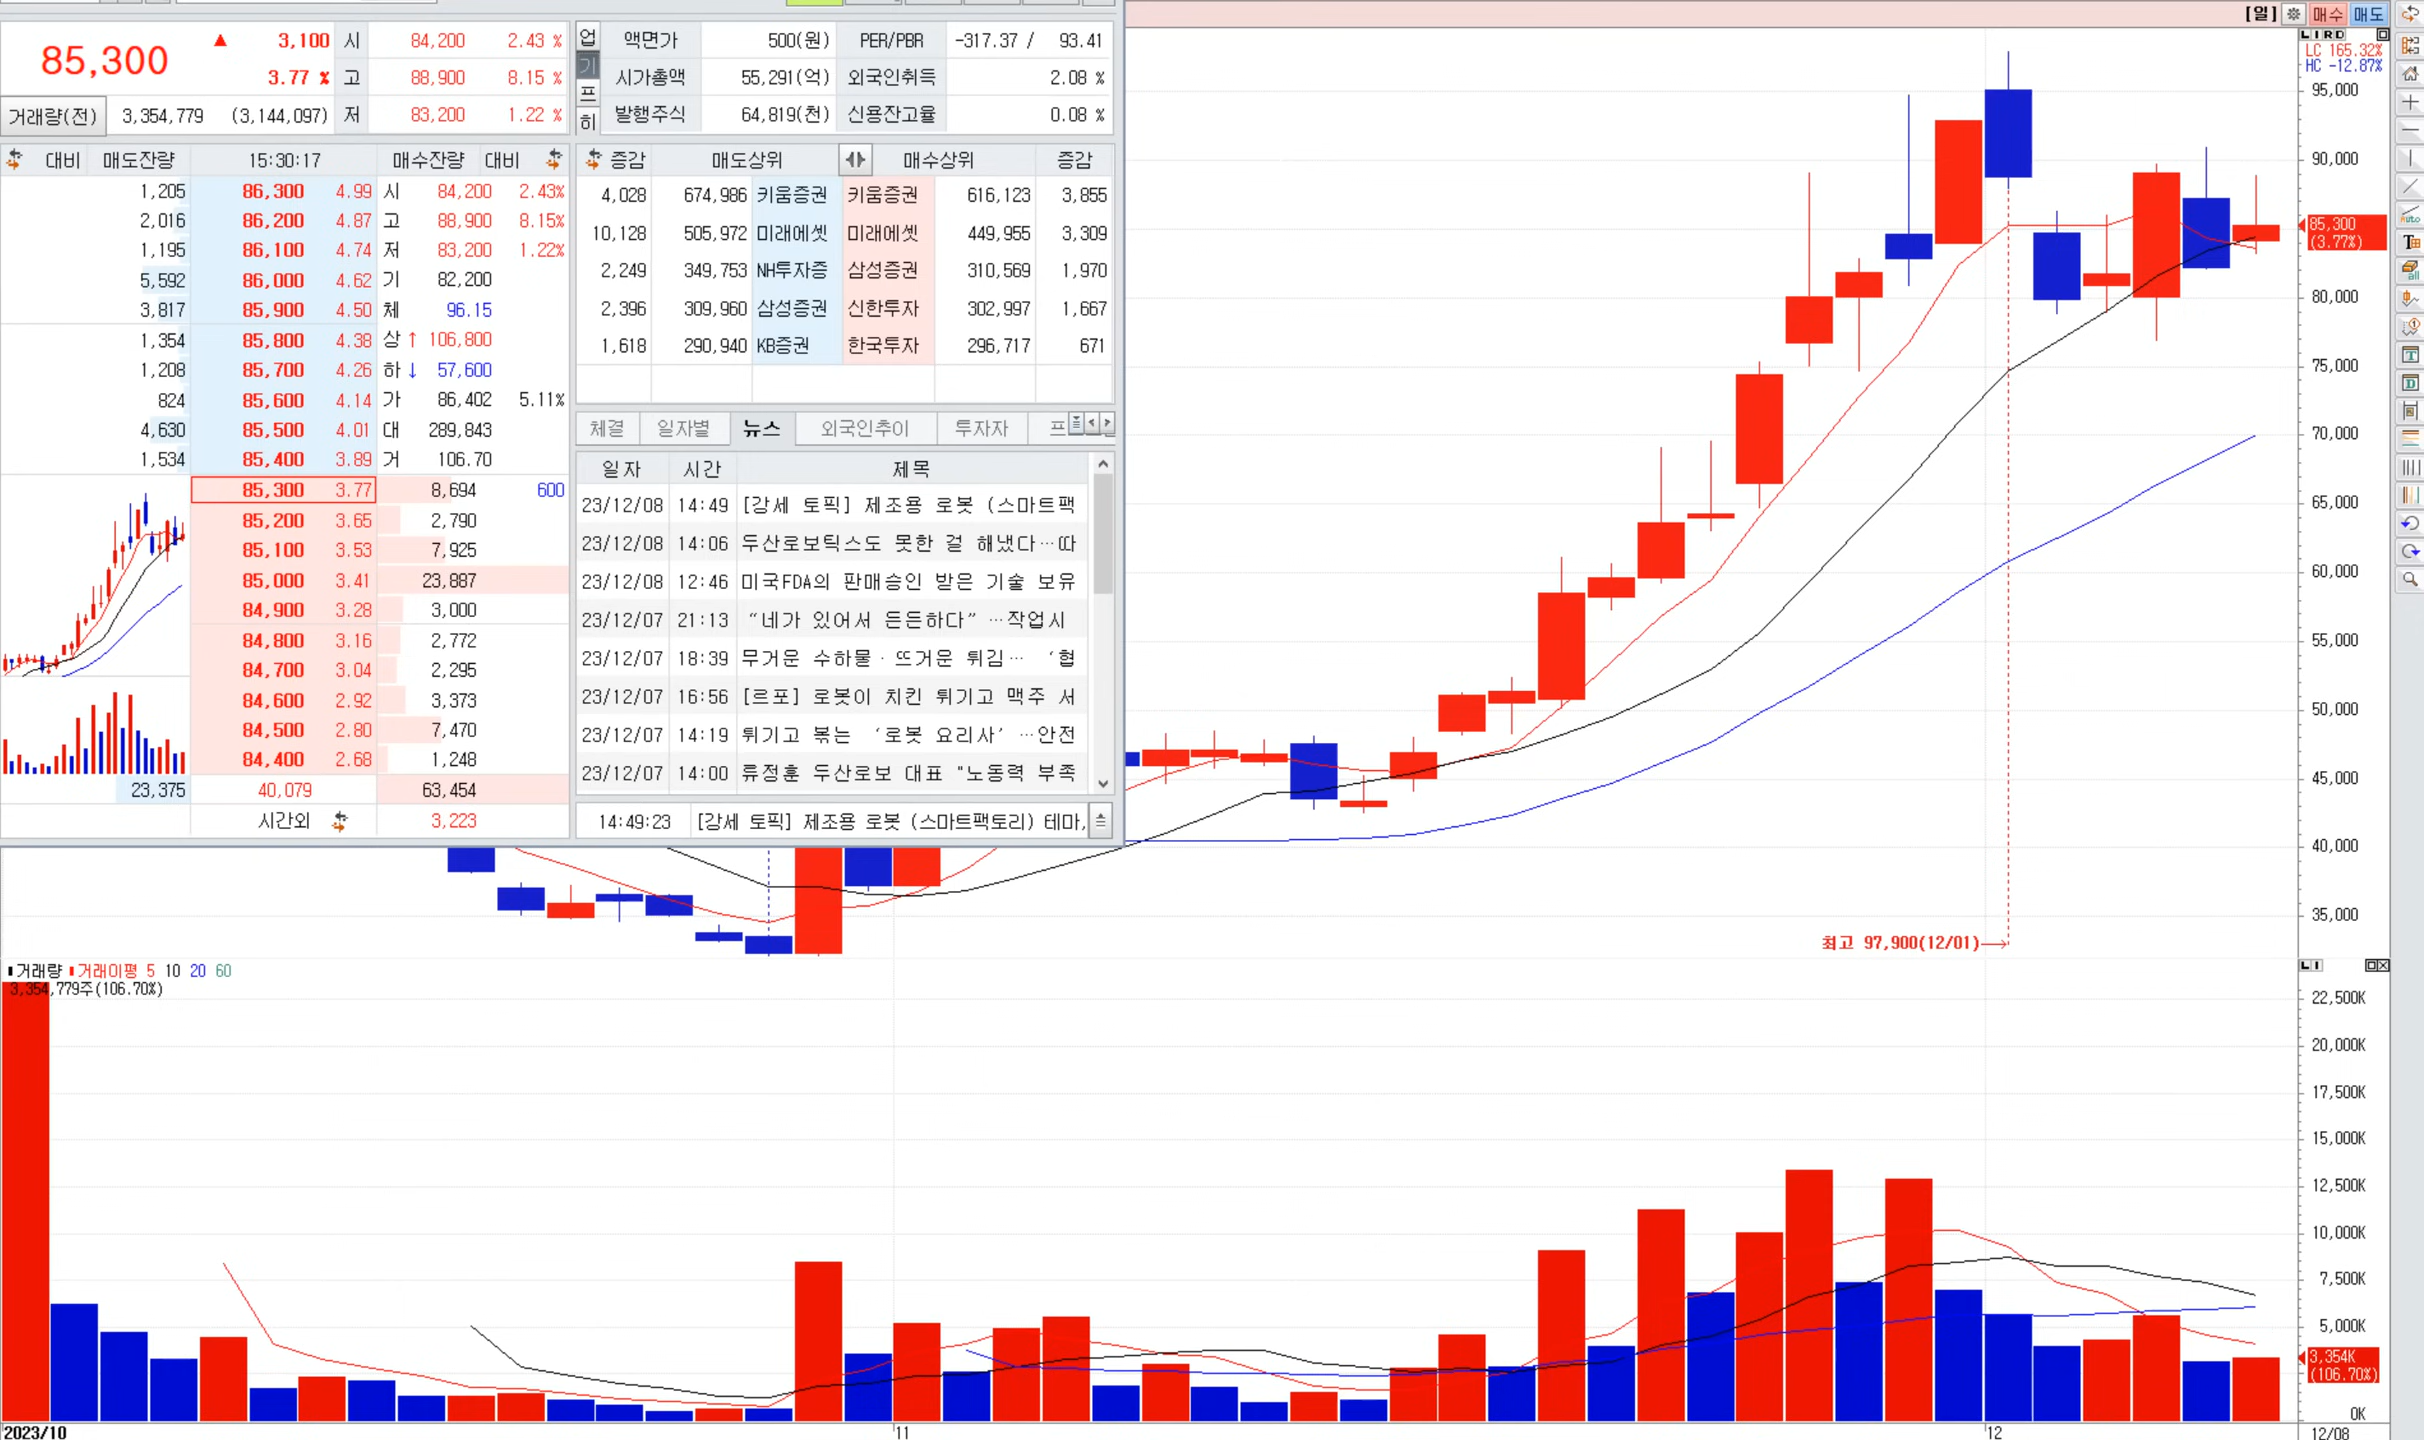 [일] 매수 매도
85,300 ▲ 3,100 시 84,200 2.43 %
3.77 % 고 88,900 8.15 %
거래량(전) 3,354,779 (3,144,097) 저 83,200 1.22 %
업
기
프
히
액면가 500(원) PER/PBR -317.37 / 93.41
시가총액 55,291(억) 외국인취득 2.08 %
발행주식 64,819(천) 신용잔고율 0.08 %
대비 매도잔량 15:30:17 매수잔량 대비
1,205 86,300 4.99 시 84,200 2.43%
2,016 86,200 4.87 고 88,900 8.15%
1,195 86,100 4.74 저 83,200 1.22%
5,592 86,000 4.62 기 82,200
3,817 85,900 4.50 체 96.15
1,354 85,800 4.38 상 ↑ 106,800
1,208 85,700 4.26 하 ↓ 57,600
824 85,600 4.14 가 86,402 5.11%
4,630 85,500 4.01 대 289,843
1,534 85,400 3.89 거 106.70
85,300 3.77 8,694 600
85,200 3.65 2,790
85,100 3.53 7,925
85,000 3.41 23,887
84,900 3.28 3,000
84,800 3.16 2,772
84,700 3.04 2,295
84,600 2.92 3,373
84,500 2.80 7,470
84,400 2.68 1,248
23,375 40,079 63,454
시간외 3,223
증감 매도상위 매수상위 증감
4,028 674,986 키움증권 키움증권 616,123 3,855
10,128 505,972 미래에셋 미래에셋 449,955 3,309
2,249 349,753 NH투자증 삼성증권 310,569 1,970
2,396 309,960 삼성증권 신한투자 302,997 1,667
1,618 290,940 KB증권 한국투자 296,717 671
체결 일자별 뉴스 외국인추이 투자자 프
일자 시간 제목
23/12/08 14:49 [강세 토픽] 제조용 로봇 (스마트팩
23/12/08 14:06 두산로보틱스도 못한 걸 해냈다…따
23/12/08 12:46 미국FDA의 판매승인 받은 기술 보유
23/12/07 21:13 “네가 있어서 든든하다” …작업시
23/12/07 18:39 무거운 수하물·뜨거운 튀김… ‘협
23/12/07 16:56 [르포] 로봇이 치킨 튀기고 맥주 서
23/12/07 14:19 튀기고 볶는 ‘로봇 요리사’ …안전
23/12/07 14:00 류정훈 두산로보 대표 "노동력 부족
14:49:23 [강세 토픽] 제조용 로봇 (스마트팩토리) 테마,
L I R D
LC 165.32%
HC -12.87%
95,000
90,000
85,300
(3.77%)
80,000
75,000
70,000
65,000
60,000
55,000
50,000
45,000
40,000
35,000
최고 97,900(12/01)
거래량 거래이평 5 10 20 60
3,354,779주(106.70%)
L I
22,500K
20,000K
17,500K
15,000K
12,500K
10,000K
7,500K
5,000K
3,354K
(106.70%)
0K
2023/10 11 12 12/08
Auto
T
all
T
D